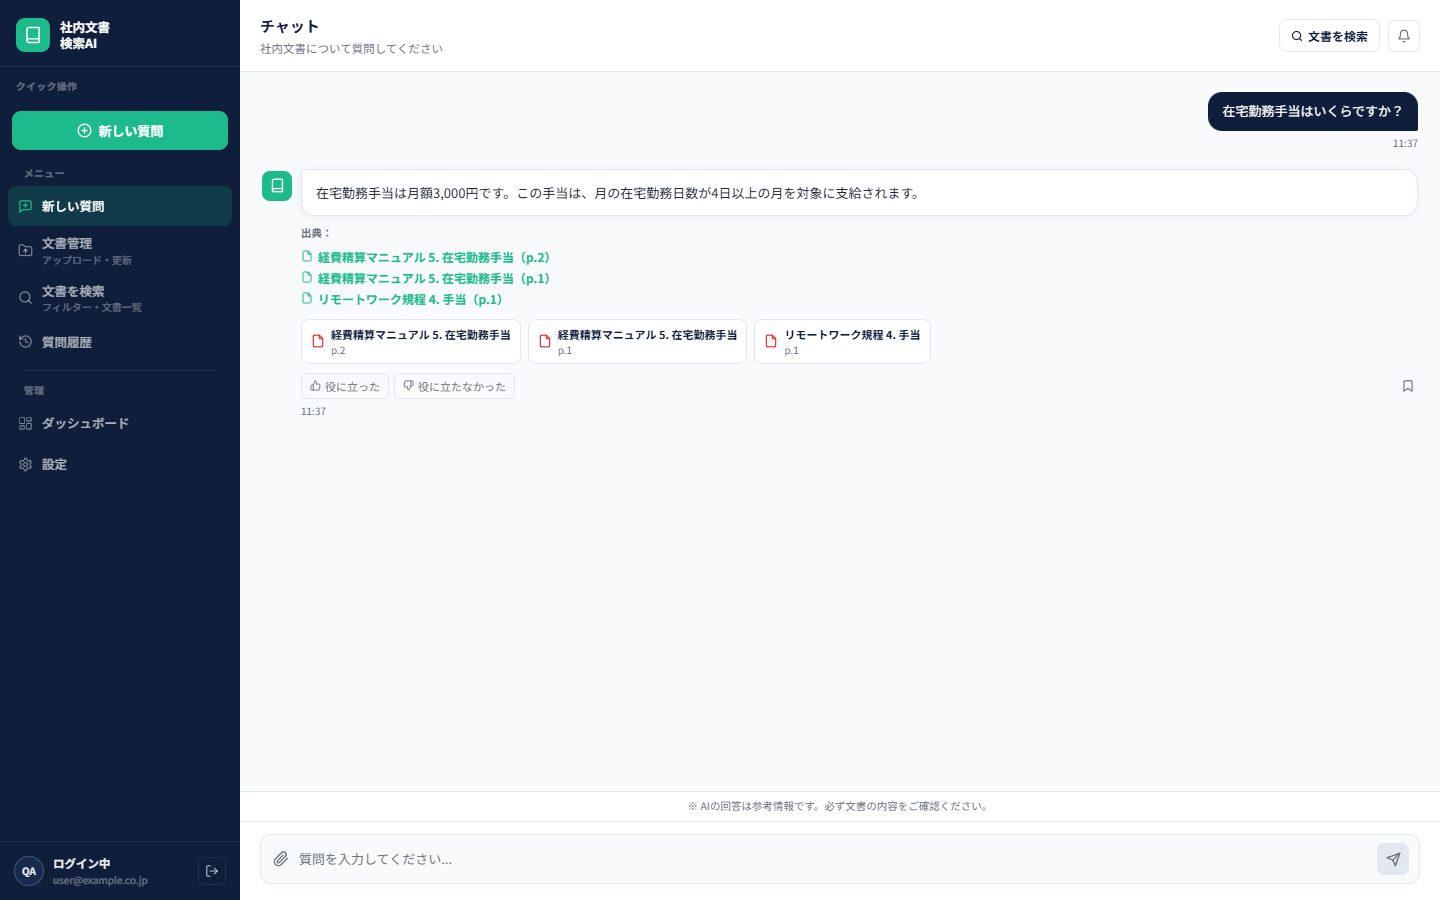 社内文書
検索AI
クイック操作
新しい質問
メニュー
新しい質問
文書管理
アップロード・更新
文書を検索
フィルター・文書一覧
質問履歴
管理
ダッシュボード
設定
QA
ログイン中
user@example.co.jp
チャット
社内文書について質問してください
文書を検索
在宅勤務手当はいくらですか？
11:37
在宅勤務手当は月額3,000円です。この手当は、月の在宅勤務日数が4日以上の月を対象に支給されます。
出典：
経費精算マニュアル 5. 在宅勤務手当（p.2）
経費精算マニュアル 5. 在宅勤務手当（p.1）
リモートワーク規程 4. 手当（p.1）
経費精算マニュアル 5. 在宅勤務手当
p.2
経費精算マニュアル 5. 在宅勤務手当
p.1
リモートワーク規程 4. 手当
p.1
役に立った
役に立たなかった
11:37
※ AIの回答は参考情報です。必ず文書の内容をご確認ください。
質問を入力してください...